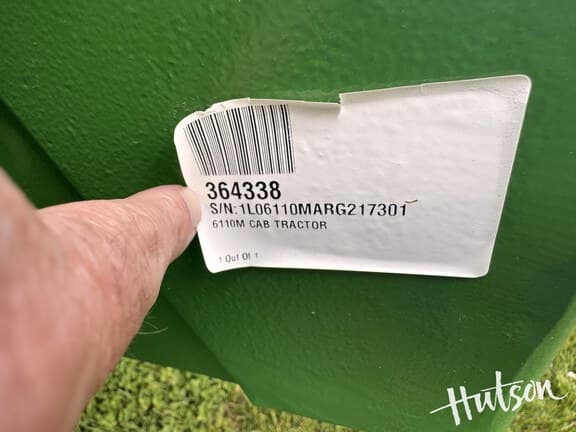 364338
S/N:1L06110MARG217301
6110M CAB TRACTOR
1 Out Of 1
Hutson